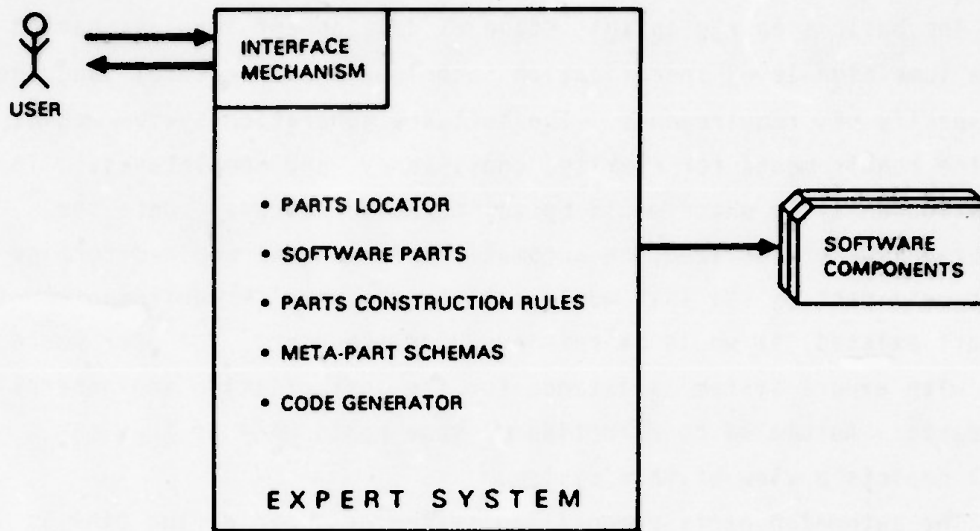 USER
INTERFACE
MECHANISM
• PARTS LOCATOR
• SOFTWARE PARTS
• PARTS CONSTRUCTION RULES
• META-PART SCHEMAS
• CODE GENERATOR
EXPERT SYSTEM
SOFTWARE
COMPONENTS